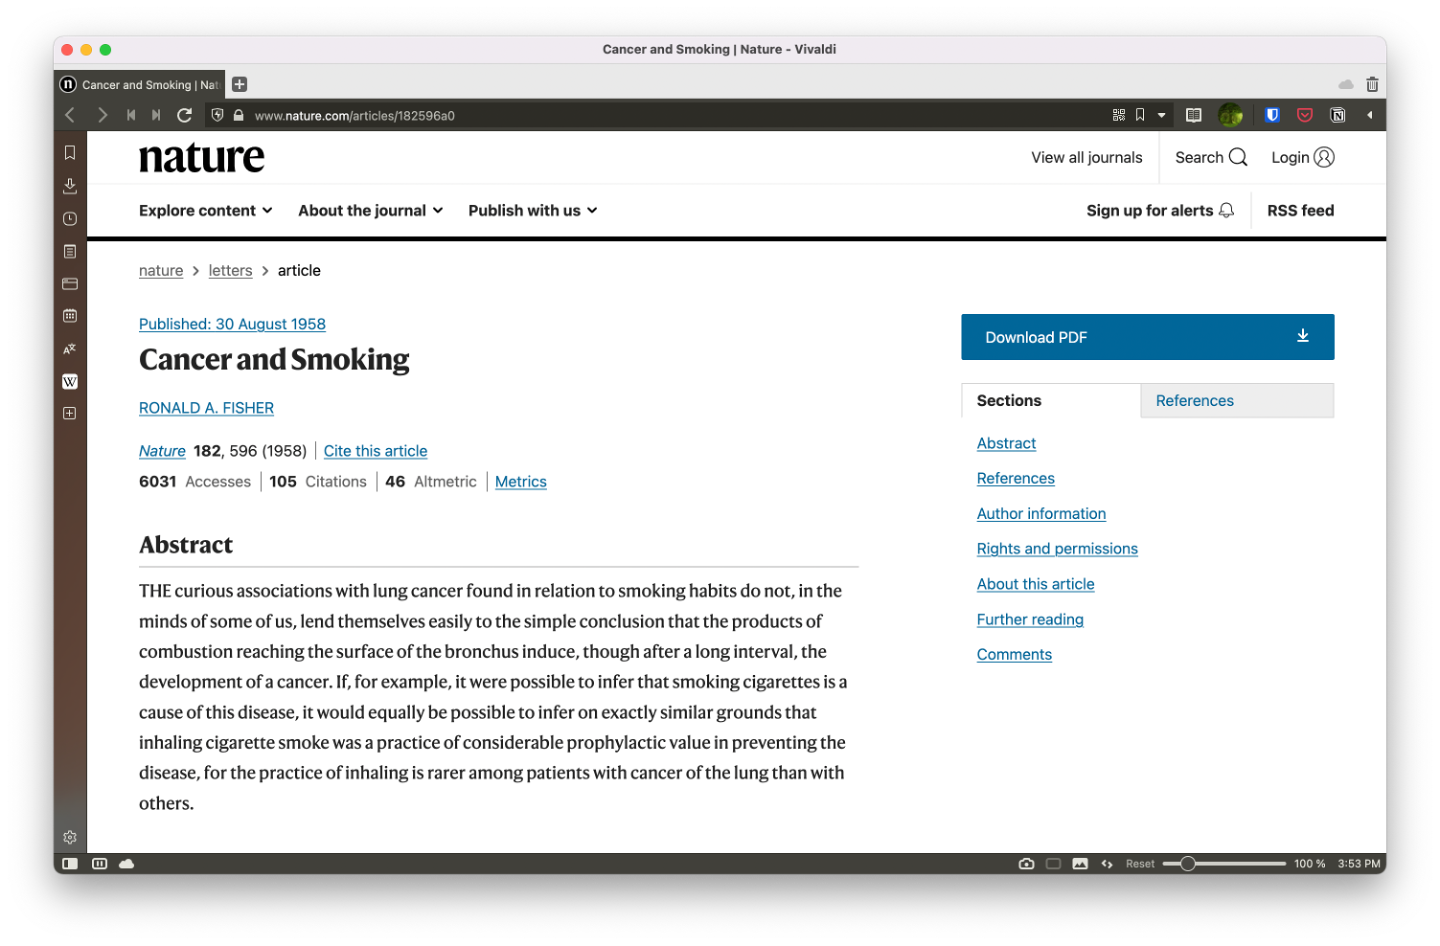 Cancer and Smoking | Nature - Vivaldi
n Cancer and Smoking | Nat
www.nature.com/articles/182596a0
nature
View all journals
Search
Login
Explore content
About the journal
Publish with us
Sign up for alerts
RSS feed
nature > letters > article
Published: 30 August 1958
Cancer and Smoking
RONALD A. FISHER
Nature 182, 596 (1958) | Cite this article
6031 Accesses | 105 Citations | 46 Altmetric | Metrics
Abstract
THE curious associations with lung cancer found in relation to smoking habits do not, in the
minds of some of us, lend themselves easily to the simple conclusion that the products of
combustion reaching the surface of the bronchus induce, though after a long interval, the
development of a cancer. If, for example, it were possible to infer that smoking cigarettes is a
cause of this disease, it would equally be possible to infer on exactly similar grounds that
inhaling cigarette smoke was a practice of considerable prophylactic value in preventing the
disease, for the practice of inhaling is rarer among patients with cancer of the lung than with
others.
Download PDF
Sections
References
Abstract
References
Author information
Rights and permissions
About this article
Further reading
Comments
W
Reset
100 %
3:53 PM